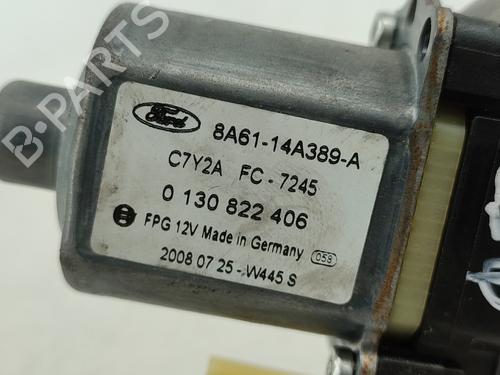 B-PARTS
Ford
8A61-14A389-A
C7Y2A FC - 7245
0 130 822 406
FPG 12V Made in Germany 058
2008 07 25 - W445 S